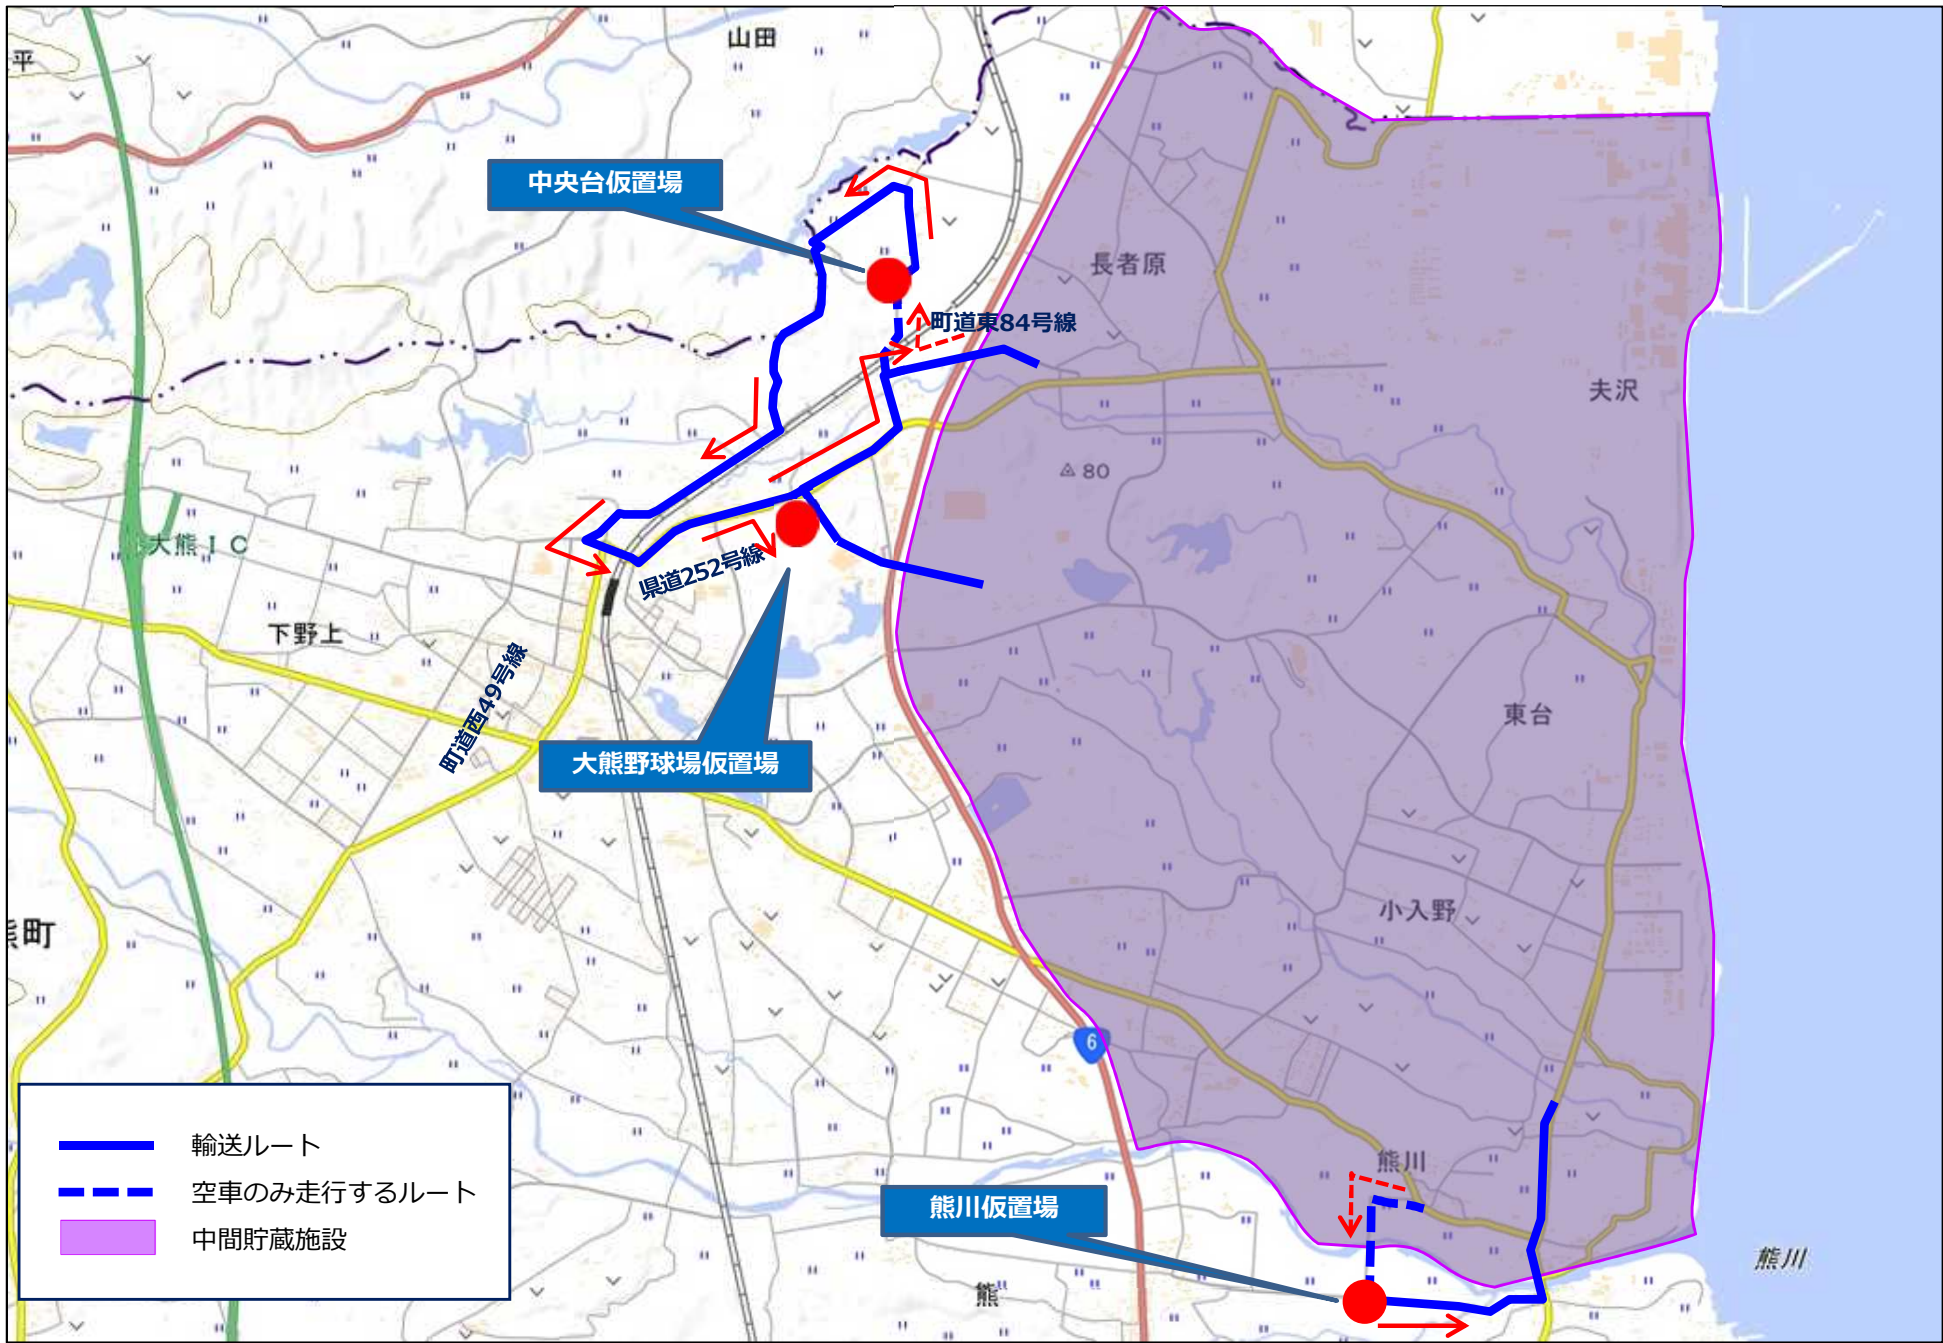 平
山田
中央台仮置場
長者原
町道東84号線
夫沢
80
大熊IC
県道252号線
下野上
町道西49号線
東台
大熊野球場仮置場
小入野
熊町
6
輸送ルート
空車のみ走行するルート
中間貯蔵施設
熊川
熊川仮置場
熊川
熊